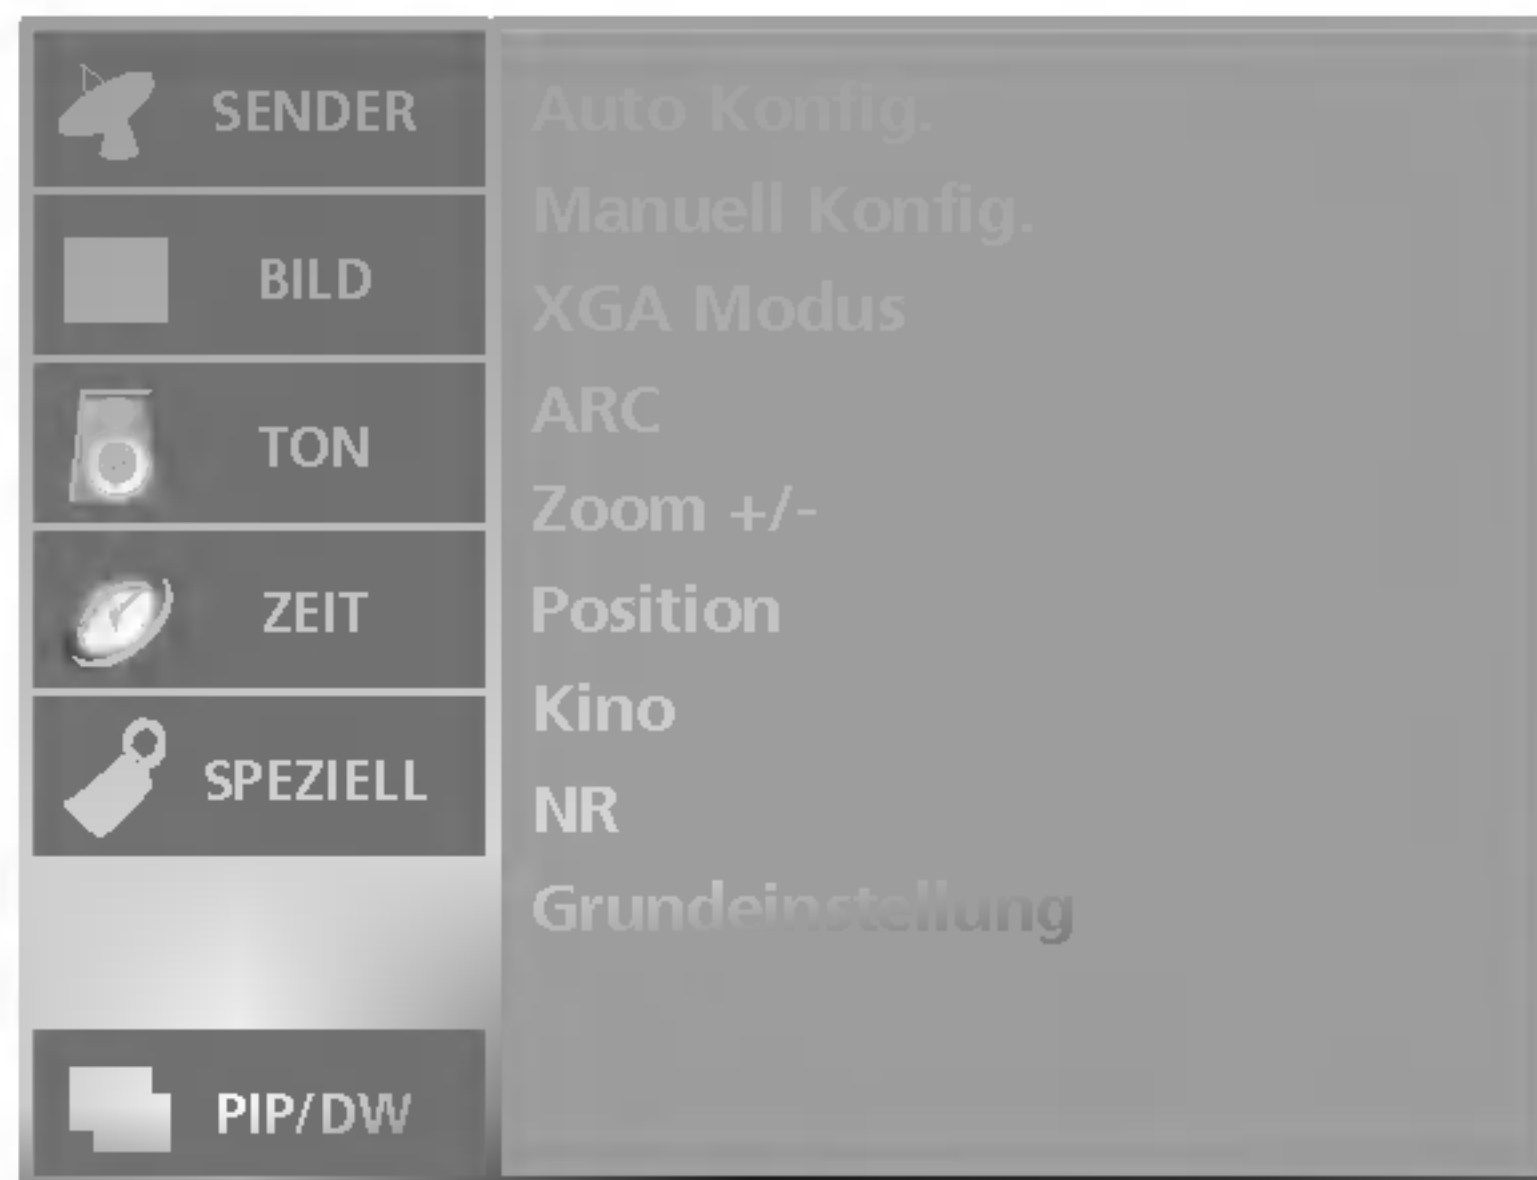 SENDER
BILD
TON
ZEIT
SPEZIELL
PIP/DW
Auto Konfig.
Manuell Konfig.
XGA Modus
ARC
Zoom +/-
Position
Kino
NR
Grundeinstellung